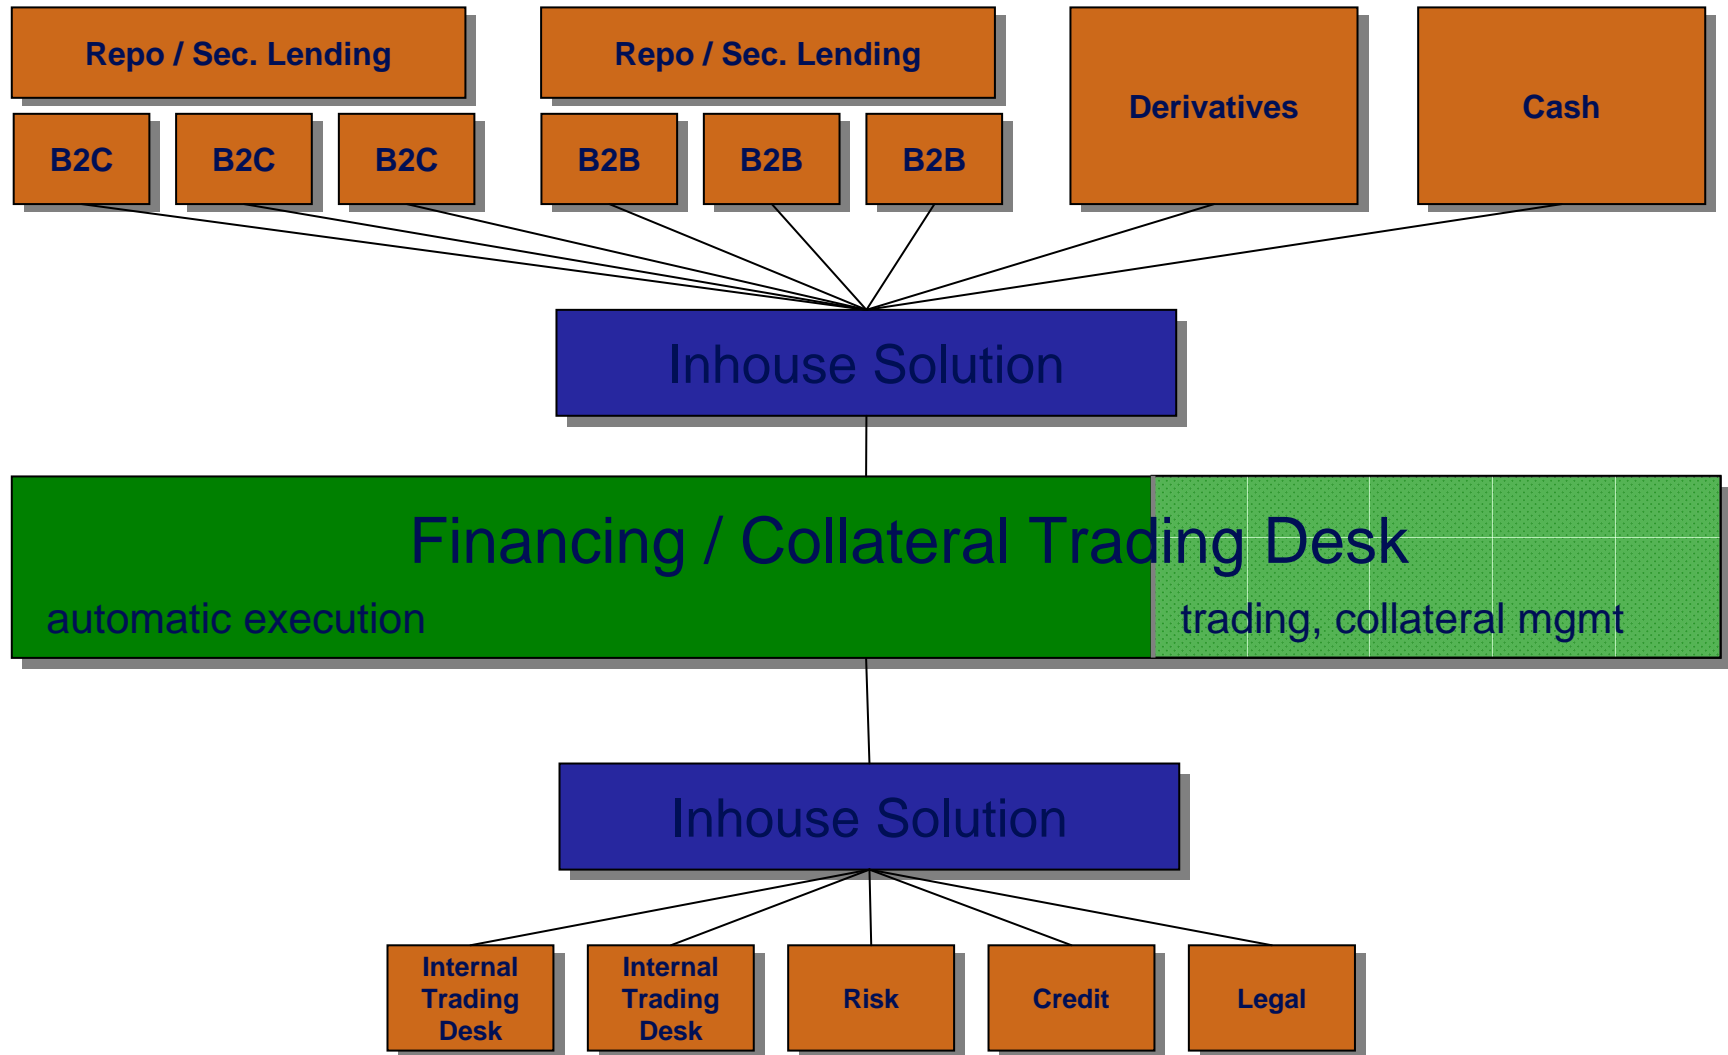 Repo / Sec. Lending
Repo / Sec. Lending
Derivatives
Cash
B2C
B2C
B2C
B2B
B2B
B2B
Inhouse Solution
Financing / Collateral Trading Desk
automatic execution
trading, collateral mgmt
Inhouse Solution
Internal
Trading
Desk
Internal
Trading
Desk
Risk
Credit
Legal